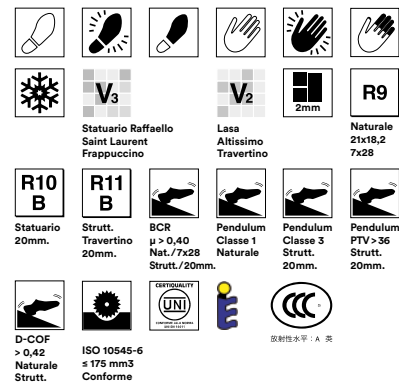 V3
Statuario Raffaello
Saint Laurent
Frappuccino
V2
Lasa
Altissimo
Travertino
2mm
R9
Naturale
21x18,2
7x28
R10
B
Statuario
20mm.
R11
B
Strutt.
Travertino
20mm.
BCR
µ > 0,40
Nat./7x28
Strutt./20mm.
Pendulum
Classe 1
Naturale
Pendulum
Classe 3
Strutt.
20mm.
Pendulum
PTV > 36
Strutt.
20mm.
D-COF
> 0,42
Naturale
Strutt.
ISO 10545-6
≤ 175 mm3
Conforme
CERTIQUALITY
UNI
CCC
放射性水平：A 类